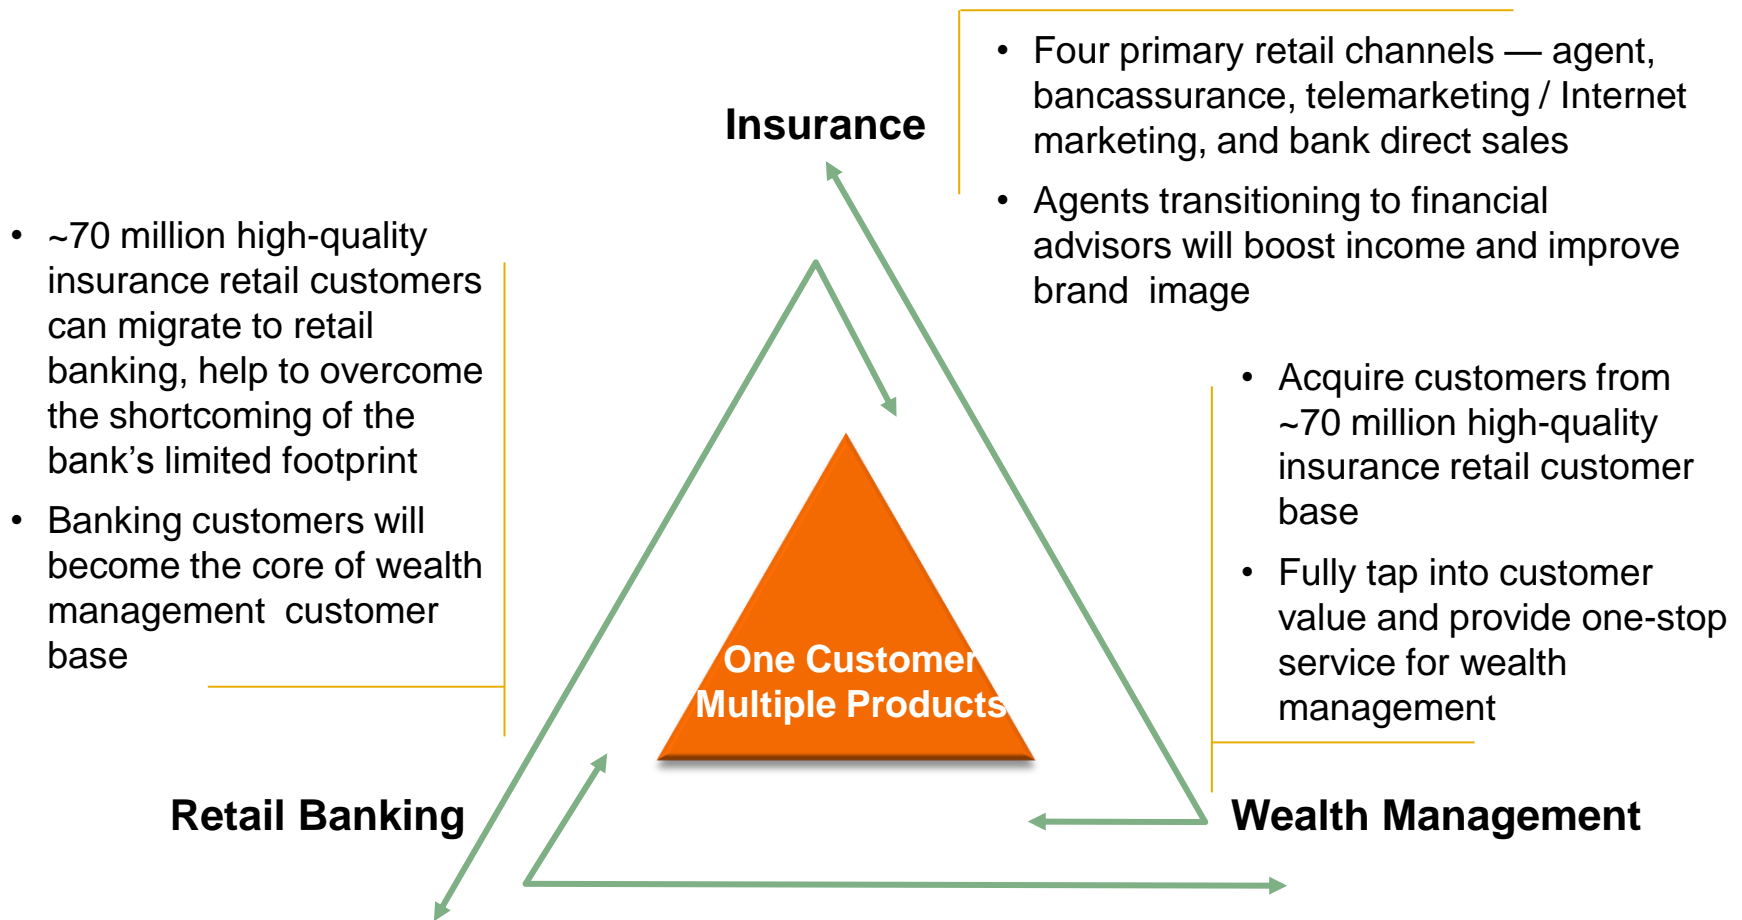 Insurance
• Four primary retail channels — agent,
bancassurance, telemarketing / Internet
marketing, and bank direct sales
• Agents transitioning to financial
advisors will boost income and improve
brand  image
• ~70 million high-quality
insurance retail customers
can migrate to retail
banking, help to overcome
the shortcoming of the
bank’s limited footprint
• Banking customers will
become the core of wealth
management  customer
base
• Acquire customers from
~70 million high-quality
insurance retail customer
base
• Fully tap into customer
value and provide one-stop
service for wealth
management
One Customer
Multiple Products
Retail Banking
Wealth Management